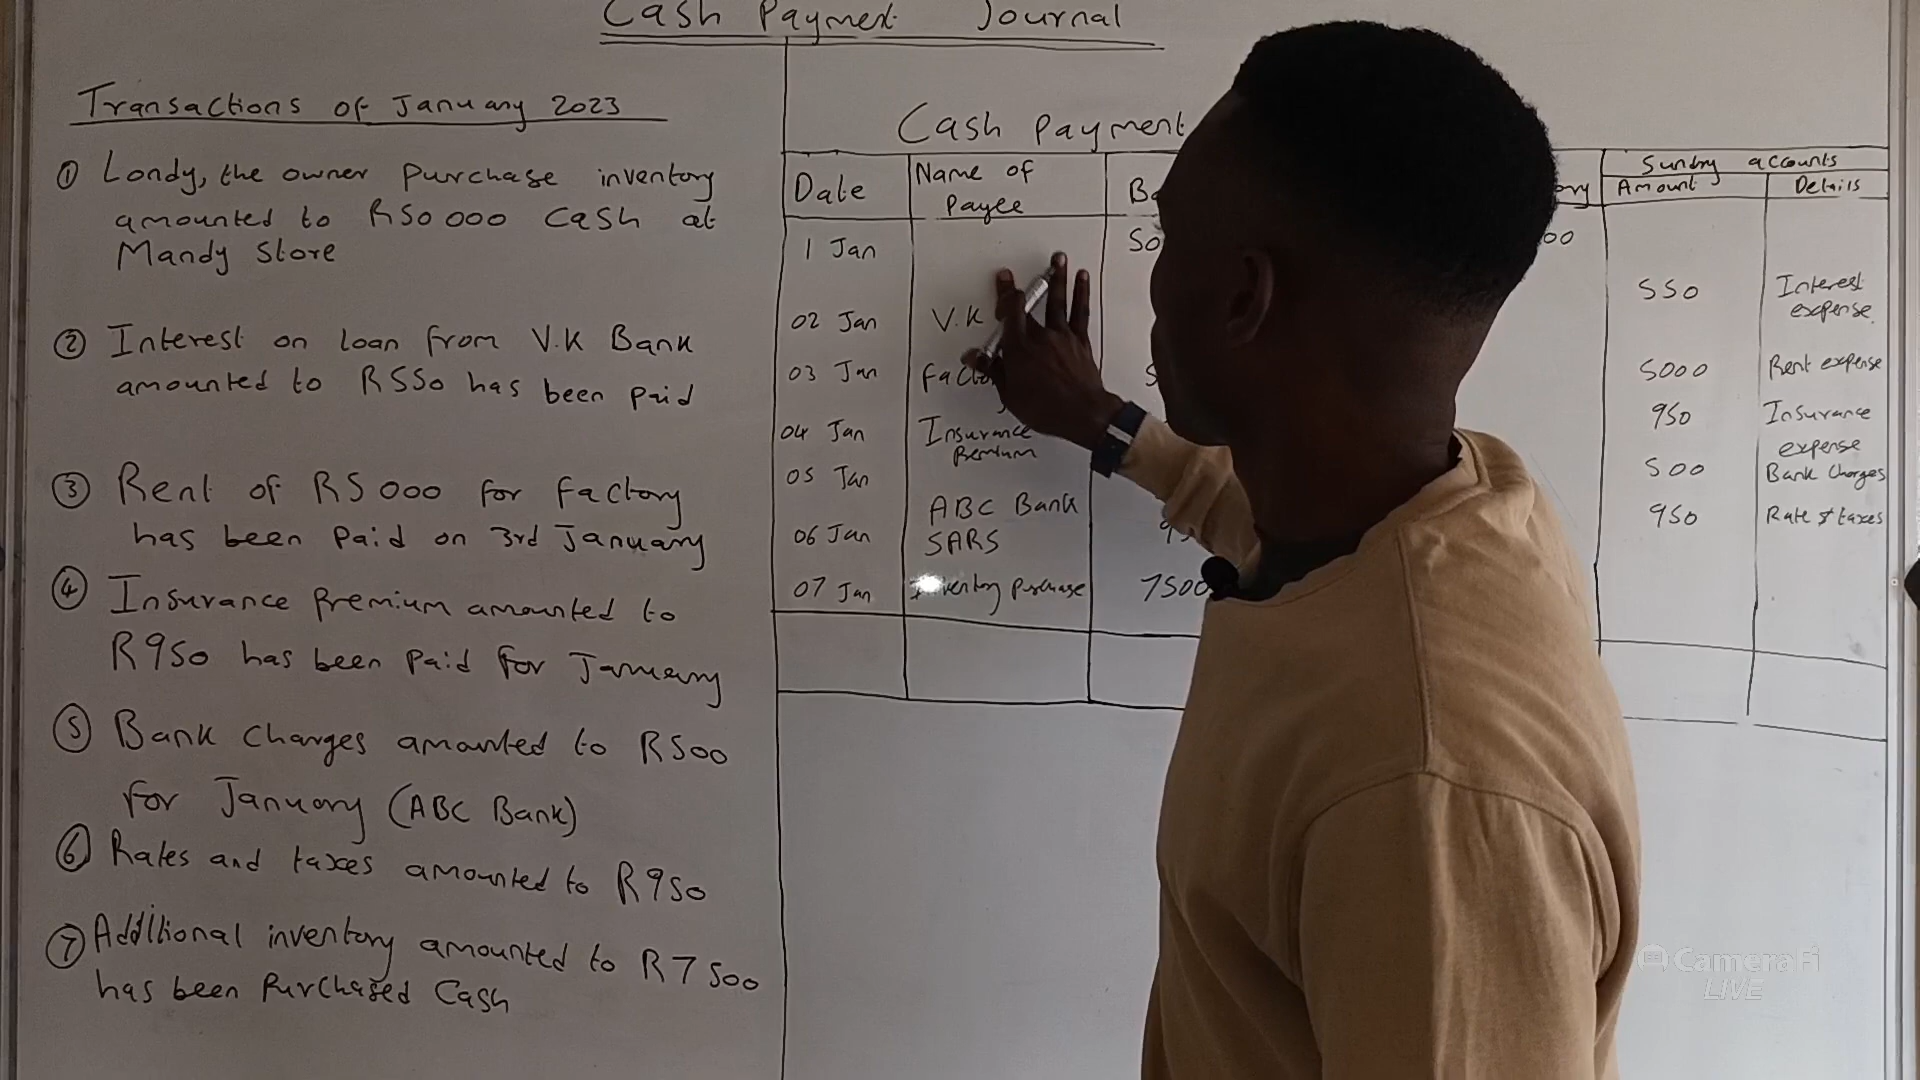 Cash Payment Journal
Transactions of January 2023
① Londy, the owner purchase inventory
amounted to R50 000 cash at
Mandy Store
② Interest on loan from V.K Bank
amounted to R550 has been paid
③ Rent of R5000 for factory
has been paid on 3rd January
④ Insurance premium amounted to
R950 has been paid for January
⑤ Bank charges amounted to R500
for January (ABC Bank)
⑥ Rates and taxes amounted to R950
⑦ Additional inventory amounted to R7500
has been purchased cash
Cash payment
Date
Name of
payee
Sundry accounts
Amount
Details
1 Jan
02 Jan V.K
550 Interest
expense
03 Jan
5000 Rent expense
04 Jan Insurance
premium
950 Insurance
expense
05 Jan
ABC Bank
500 Bank charges
06 Jan SARS
950 Rate & taxes
07 Jan Inventory purchase 7500
CameraFi
LIVE